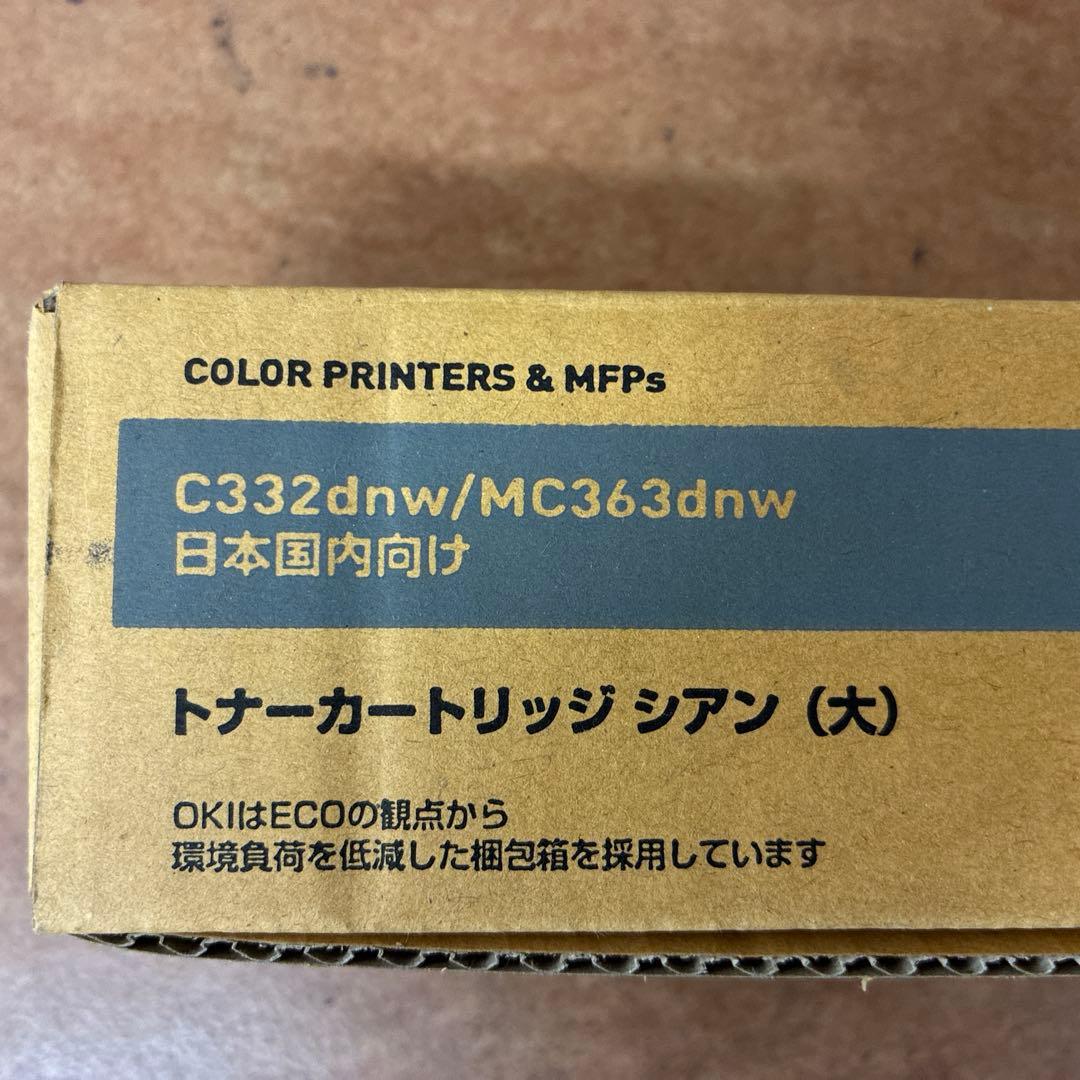 COLOR PRINTERS & MFPs
C332dnw/MC363dnw
日本国内向け
トナーカートリッジ シアン（大）
OKIはECOの観点から
環境負荷を低減した梱包箱を採用しています